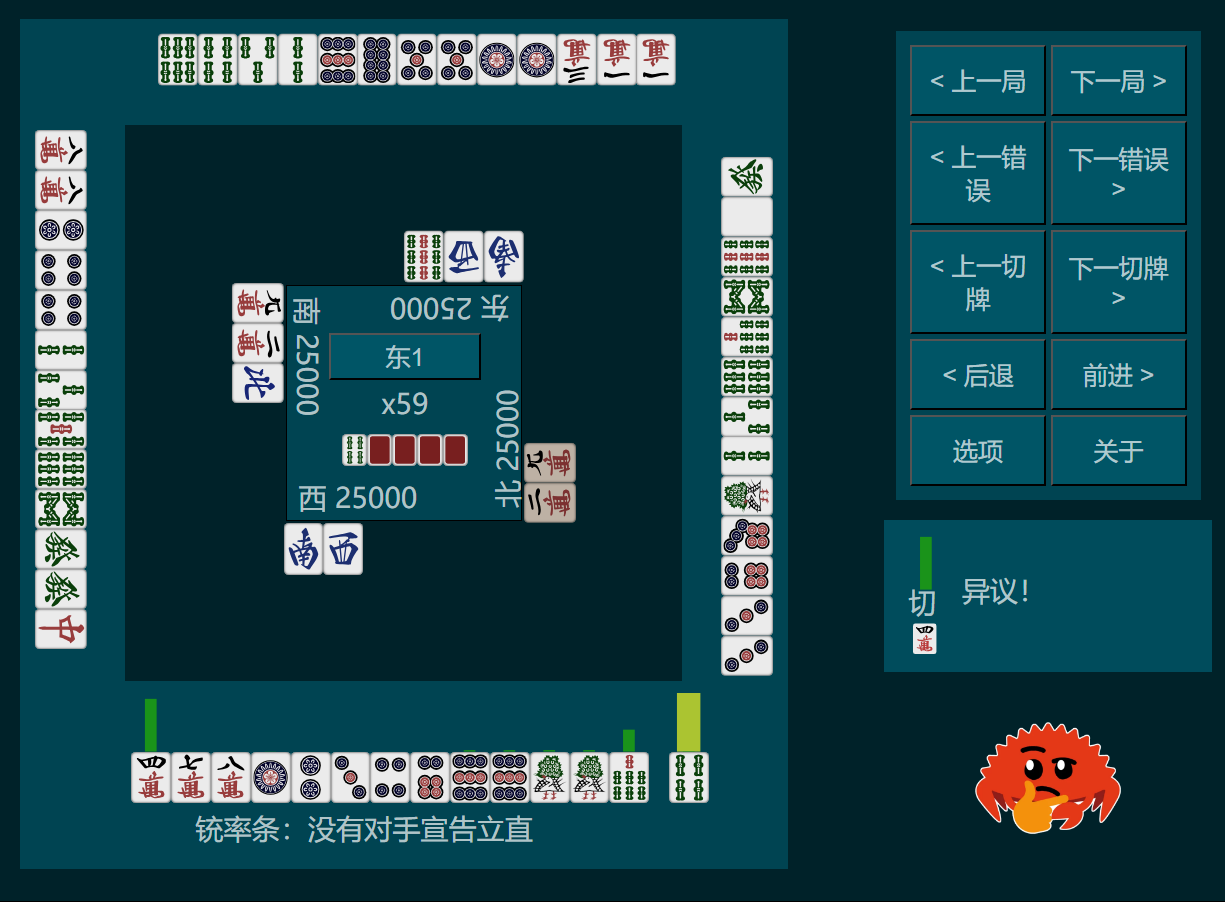 < 上一局
下一局 >
< 上一错
误
下一错误
>
< 上一切
牌
下一切牌
>
< 后退
前进 >
选项
关于
东 25000
南 25000
东1
x59
北 25000
西 25000
切
异议！
铳率条：没有对手宣告立直